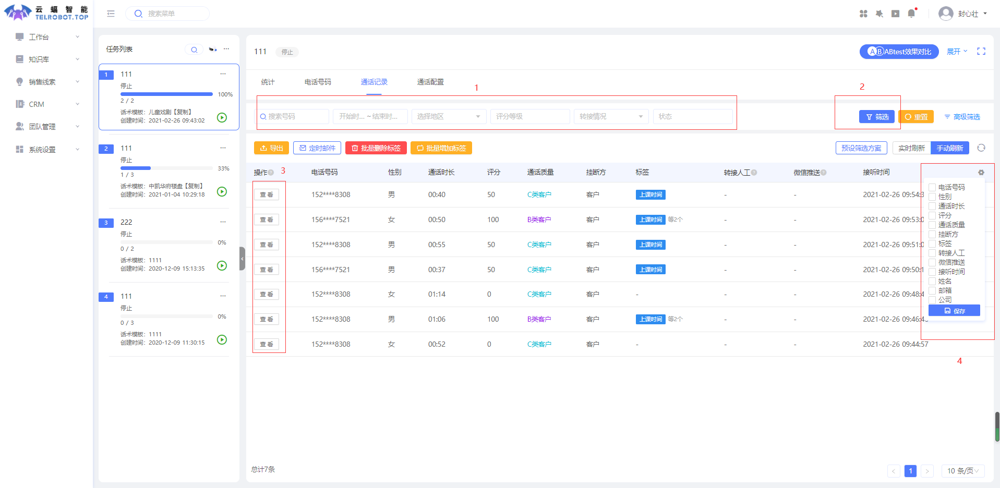 云蝠智能
TELROBOT.TOP
搜索菜单
封心壮
工作台
知识库
销售线索
CRM
团队管理
系统设置
任务列表
1
111
停止
100%
2 / 2
话术模板：儿童戏剧【复制】
创建时间：2021-02-26 09:43:02
2
111
停止
33%
1 / 3
话术模板：中凯华府楼盘【复制】
创建时间：2021-01-04 10:29:18
3
222
停止
0%
0 / 2
话术模板：1111
创建时间：2020-12-09 15:13:35
4
111
停止
0%
0 / 3
话术模板：1111
创建时间：2020-12-09 11:30:15
111 停止
AB ABtest效果对比 展开
统计 电话号码 通话记录 通话配置
1 2
搜索号码 开始时... ~ 结束时... 选择地区 评分等级 转接情况 状态 筛选 重置 高级筛选
导出 定时邮件 批量删除标签 批量增加标签 预设筛选方案 实时刷新 手动刷新
操作 3 电话号码 性别 通话时长 评分 通话质量 挂断方 标签 转接人工 微信推送 接听时间
查看 152****8308 男 00:40 50 C类客户 客户 上课时间 - - 2021-02-26 09:54:3
查看 156****7521 女 00:50 100 B类客户 客户 上课时间 等2个 - - 2021-02-26 09:53:0
查看 152****8308 男 00:55 50 C类客户 客户 上课时间 - - 2021-02-26 09:51:0
查看 156****7521 男 00:37 50 C类客户 客户 上课时间 - - 2021-02-26 09:50:1
查看 152****8308 女 01:14 0 C类客户 客户 - - - 2021-02-26 09:48:4
查看 152****8308 男 01:06 100 B类客户 客户 上课时间 等2个 - - 2021-02-26 09:46:4
查看 152****8308 女 00:52 0 C类客户 客户 - - - 2021-02-26 09:44:57
电话号码
性别
通话时长
评分
通话质量
挂断方
标签
转接人工
微信推送
接听时间
姓名
邮箱
公司
保存
4
总计7条
< 1 > 10 条/页